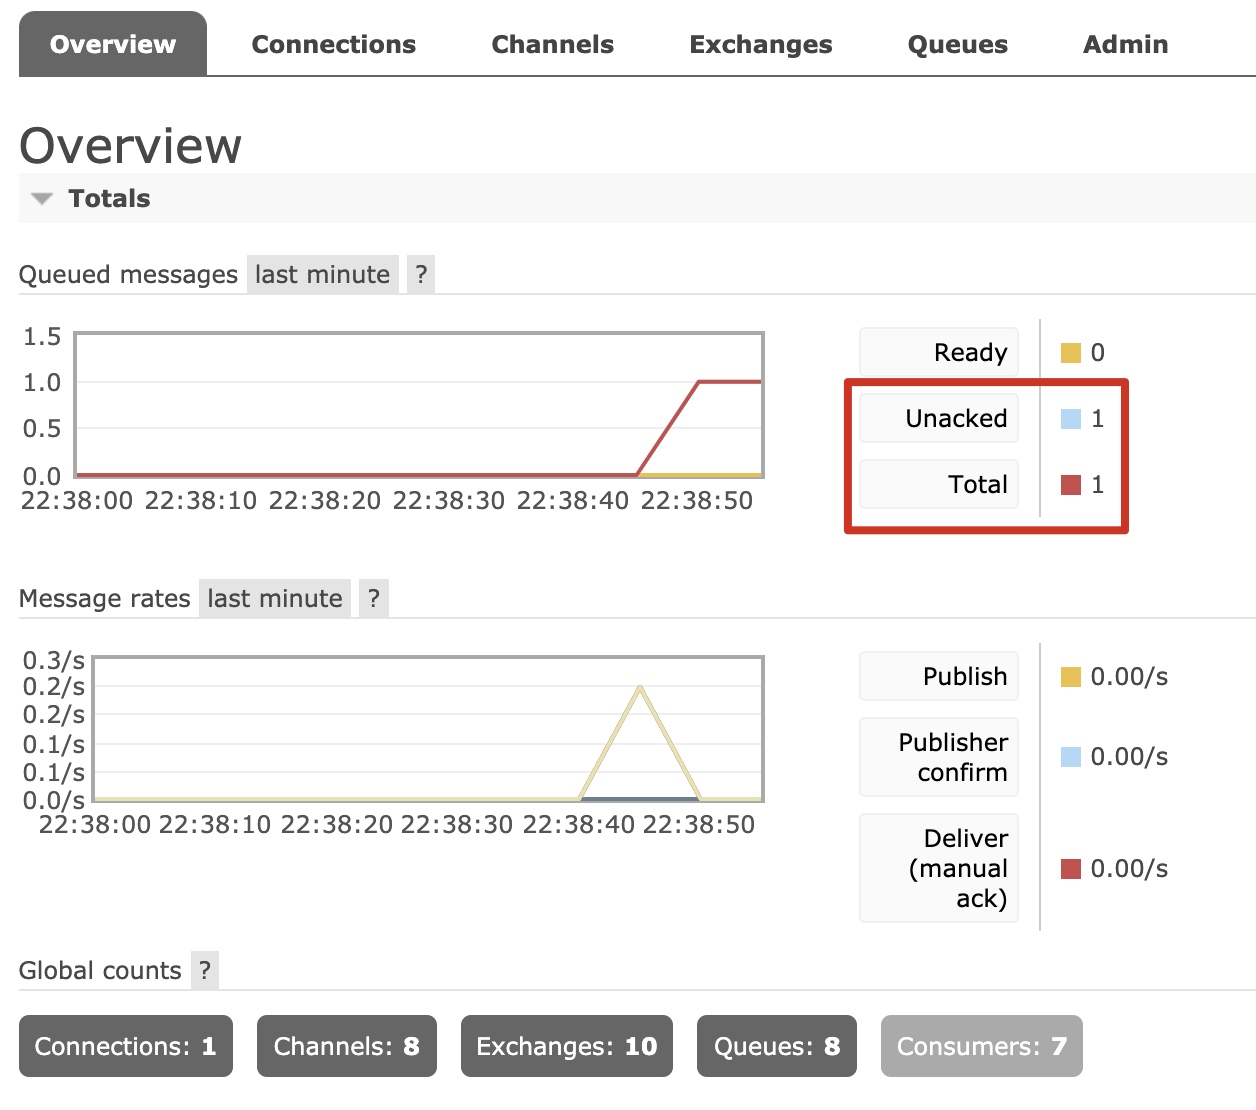 Overview Connections Channels Exchanges Queues Admin
Overview
Totals
Queued messages last minute ?
1.5
1.0
0.5
0.0
22:38:00 22:38:10 22:38:20 22:38:30 22:38:40 22:38:50
Ready 0
Unacked 1
Total 1
Message rates last minute ?
0.3/s
0.2/s
0.2/s
0.1/s
0.1/s
0.0/s
22:38:00 22:38:10 22:38:20 22:38:30 22:38:40 22:38:50
Publish 0.00/s
Publisher
confirm 0.00/s
Deliver
(manual 0.00/s
ack)
Global counts ?
Connections: 1 Channels: 8 Exchanges: 10 Queues: 8 Consumers: 7